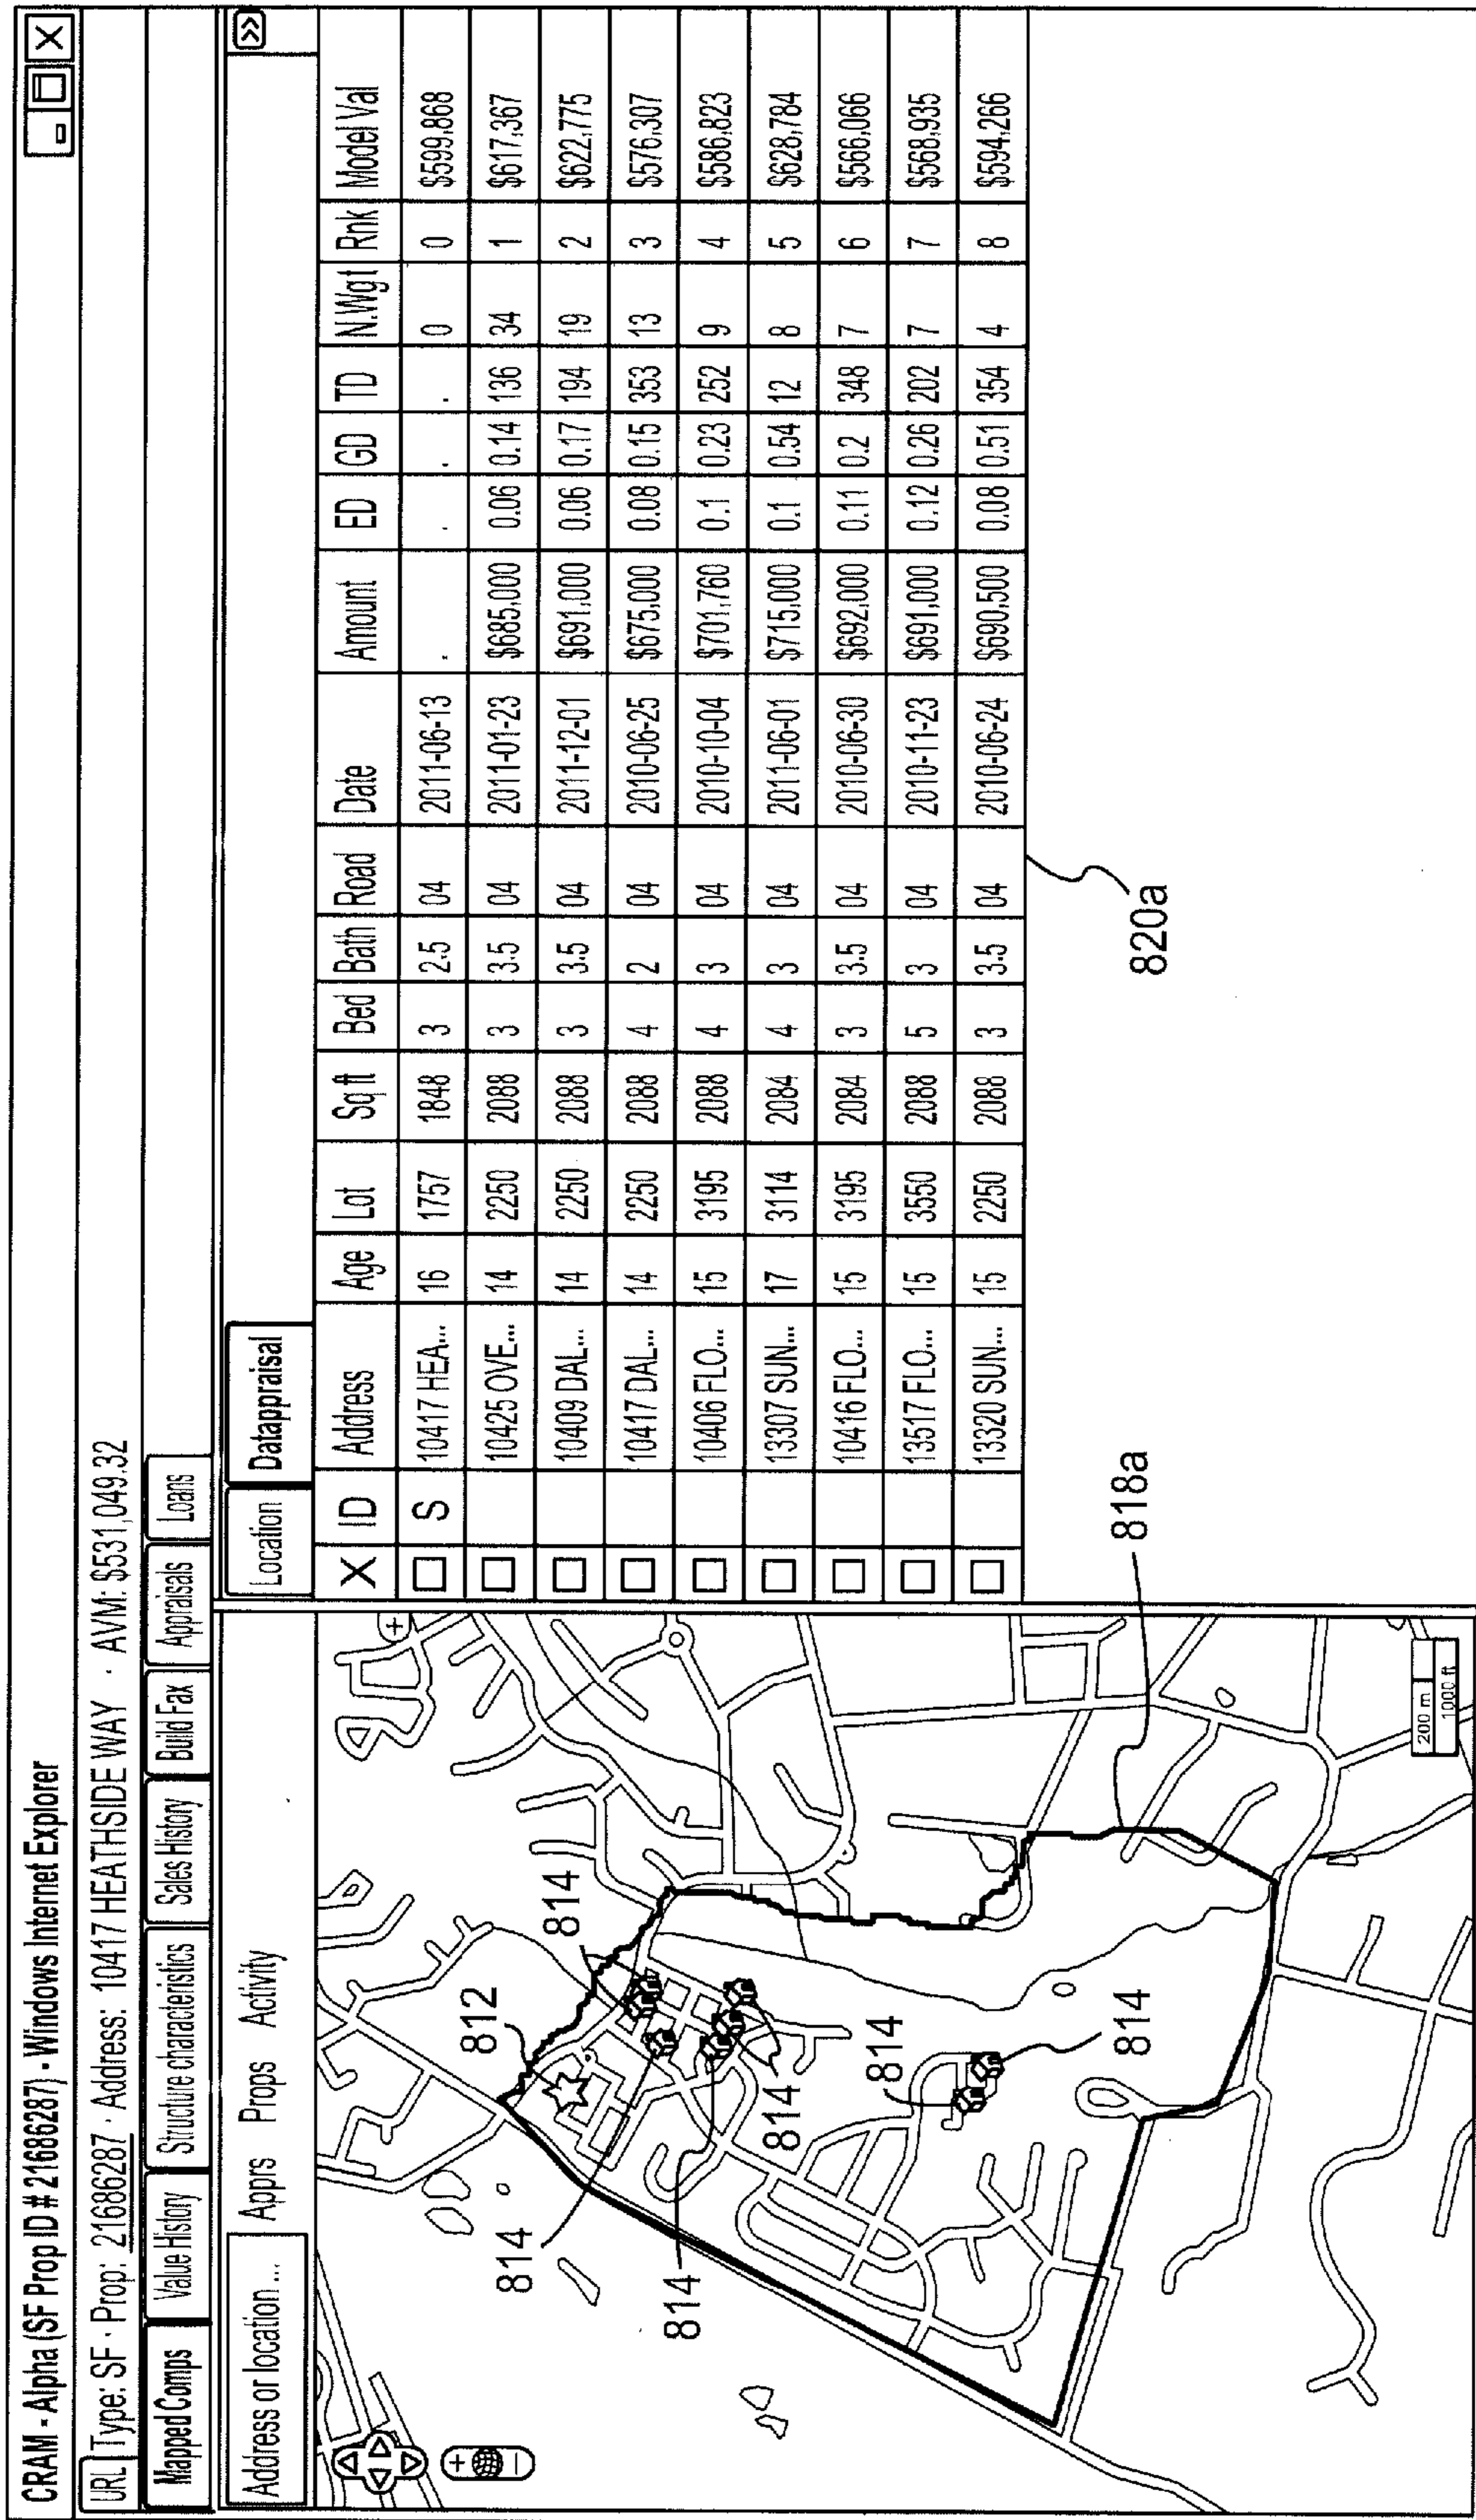 CRAM - Alpha (SF Prop ID # 21686287) - Windows Internet Explorer
URL Type: SF · Prop: 21686287 · Address: 10417 HEATHSIDE WAY · AVM: $531,049.32
Mapped Comps Value History Structure characteristics Sales History Build Fax Appraisals Loans
Address or location ... Apprs Props Activity
Location Datappraisal >>
X ID Address Age Lot Sq ft Bed Bath Road Date Amount ED GD TD N.Wgt Rnk Model Val
S 10417 HEA... 16 1757 1848 3 2.5 04 2011-06-13 . . . . 0 0 $599,868
10425 OVE... 14 2250 2088 3 3.5 04 2011-01-23 $685,000 0.06 0.14 136 34 1 $617,367
10409 DAL... 14 2250 2088 3 3.5 04 2011-12-01 $691,000 0.06 0.17 194 19 2 $622,775
10417 DAL... 14 2250 2088 4 2 04 2010-06-25 $675,000 0.08 0.15 353 13 3 $576,307
10406 FLO... 15 3195 2088 4 3 04 2010-10-04 $701,760 0.1 0.23 252 9 4 $586,823
13307 SUN... 17 3114 2084 4 3 04 2011-06-01 $715,000 0.1 0.54 12 8 5 $628,784
10416 FLO... 15 3195 2084 3 3.5 04 2010-06-30 $692,000 0.11 0.2 348 7 6 $566,066
13517 FLO... 15 3550 2088 5 3 04 2010-11-23 $691,000 0.12 0.26 202 7 7 $568,935
13320 SUN... 15 2250 2088 3 3.5 04 2010-06-24 $690,500 0.08 0.51 354 4 8 $594,266
812
814
814
814
814
814
814
818a
820a
200 m
1000 ft